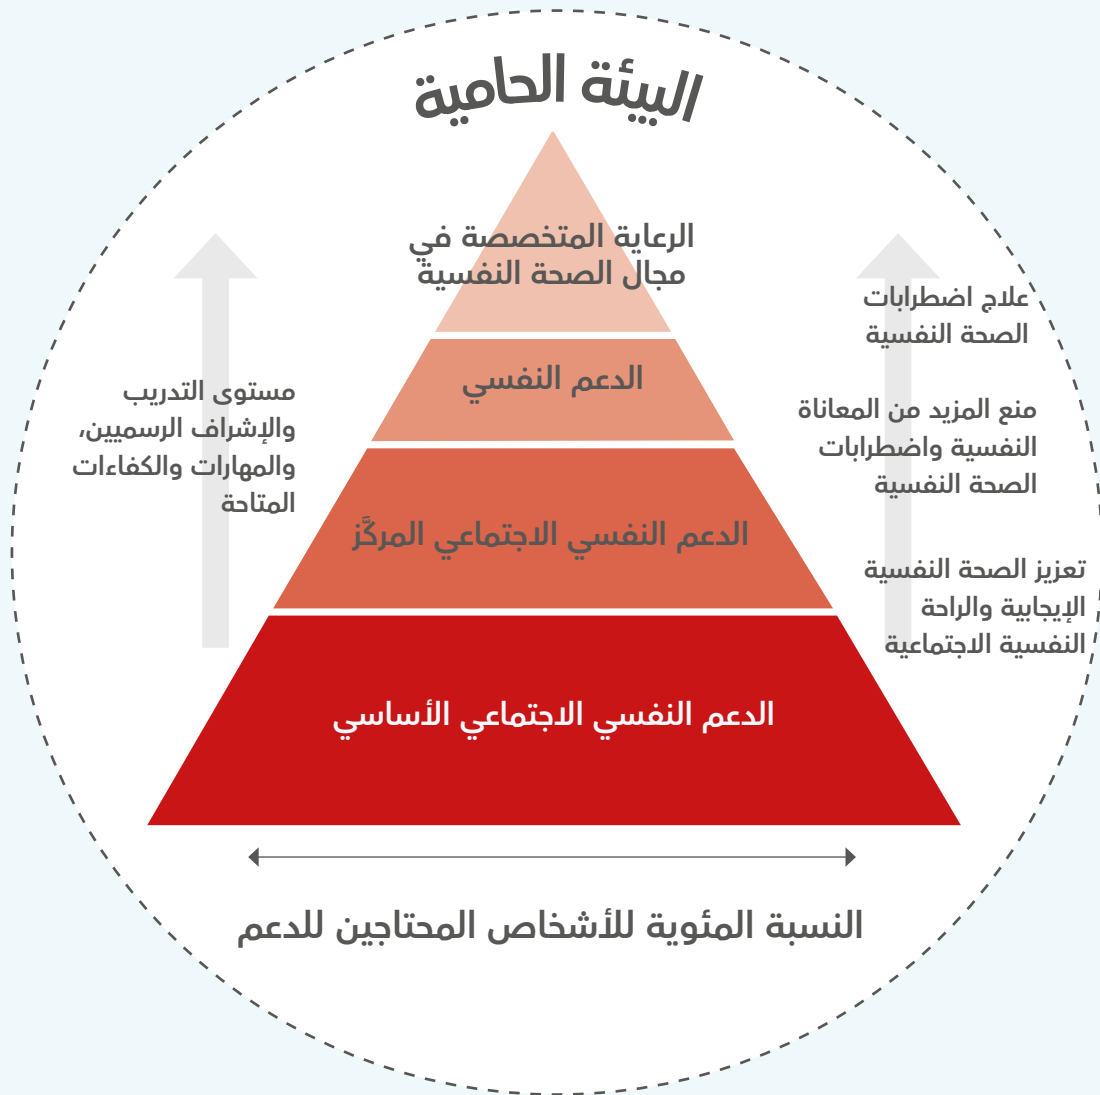 البيئة الحامية
الرعاية المتخصصة في
مجال الصحة النفسية
الدعم النفسي
الدعم النفسي الاجتماعي المركَّز
الدعم النفسي الاجتماعي الأساسي
علاج اضطرابات
الصحة النفسية
منع المزيد من المعاناة
النفسية واضطرابات
الصحة النفسية
تعزيز الصحة النفسية
الإيجابية والراحة
النفسية الاجتماعية
مستوى التدريب
والإشراف الرسميين،
والمهارات والكفاءات
المتاحة
النسبة المئوية للأشخاص المحتاجين للدعم